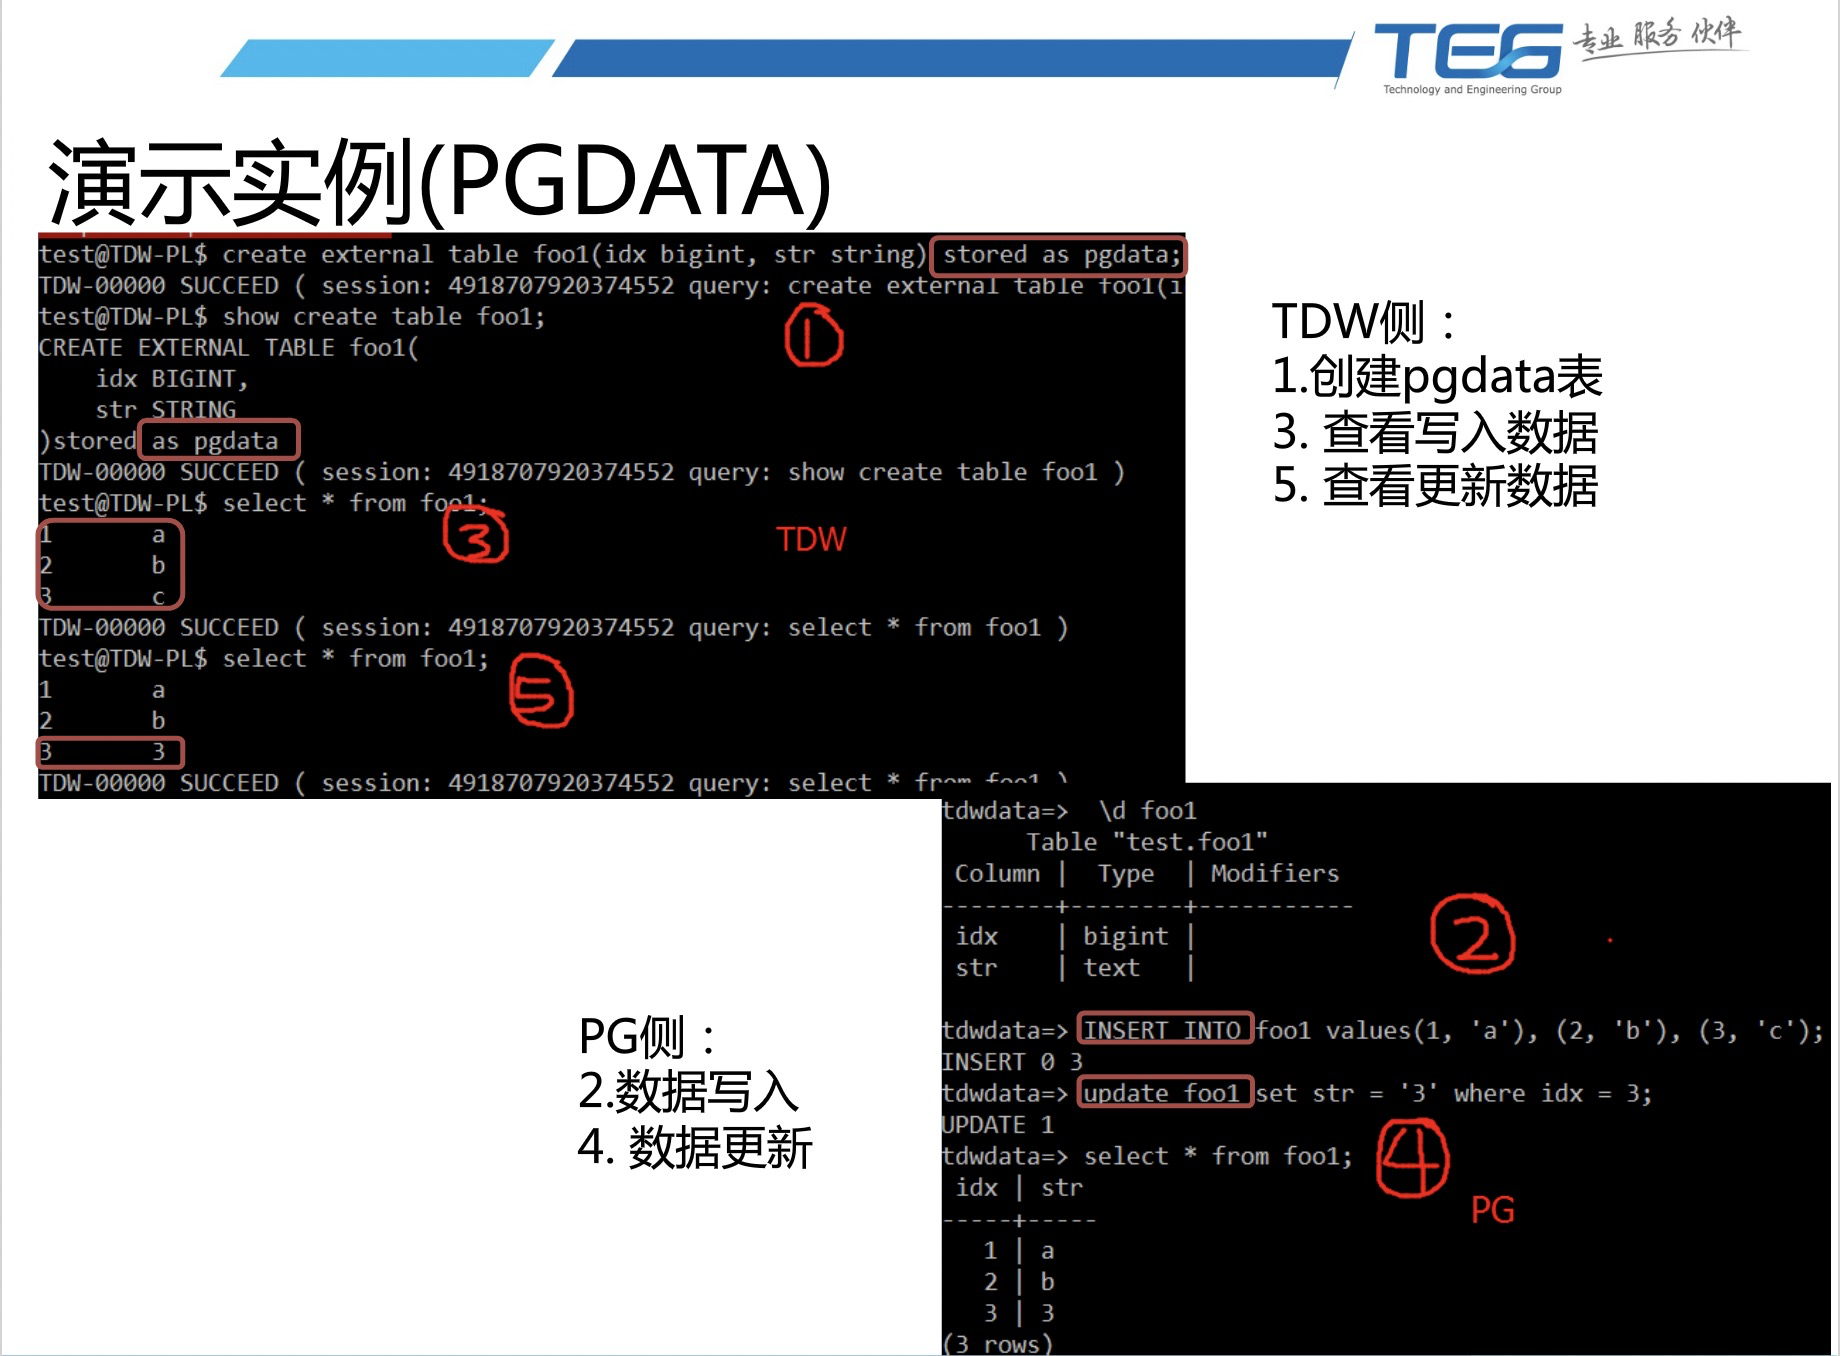 TEG 专业 服务 伙伴
Technology and Engineering Group
演示实例(PGDATA)
test@TDW-PL$ create external table foo1(idx bigint, str string) stored as pgdata;
TDW-00000 SUCCEED ( session: 4918707920374552 query: create external table foo1(i
test@TDW-PL$ show create table foo1;
①
CREATE EXTERNAL TABLE foo1(
    idx BIGINT,
    str STRING
)stored as pgdata
TDW-00000 SUCCEED ( session: 4918707920374552 query: show create table foo1 )
test@TDW-PL$ select * from foo1;
③
TDW
1        a
2        b
3        c
TDW-00000 SUCCEED ( session: 4918707920374552 query: select * from foo1 )
test@TDW-PL$ select * from foo1;
⑤
1        a
2        b
3        3
TDW-00000 SUCCEED ( session: 4918707920374552 query: select * from foo1 )
TDW侧：
1.创建pgdata表
3. 查看写入数据
5. 查看更新数据
PG侧：
2.数据写入
4. 数据更新
tdwdata=>  \d foo1
      Table "test.foo1"
 Column |  Type  | Modifiers
--------+--------+-----------
 idx    | bigint |
 str    | text   |
②
tdwdata=> INSERT INTO foo1 values(1, 'a'), (2, 'b'), (3, 'c');
INSERT 0 3
tdwdata=> update foo1 set str = '3' where idx = 3;
UPDATE 1
tdwdata=> select * from foo1;
④
PG
 idx | str
-----+-----
   1 | a
   2 | b
   3 | 3
(3 rows)